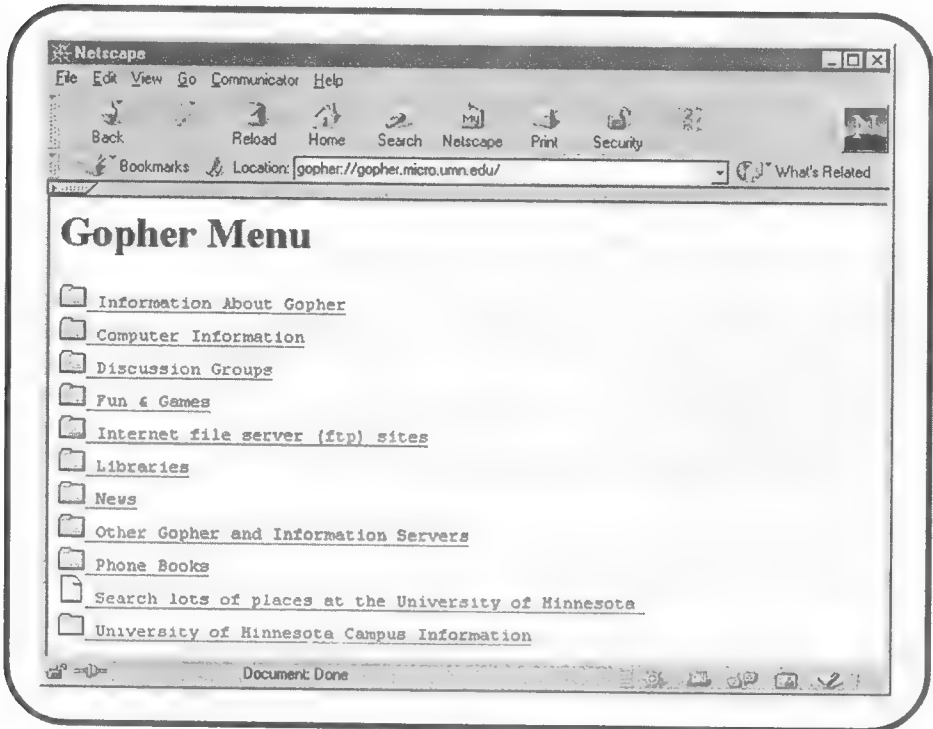 Netscape
File Edit View Go Communicator Help
Back Reload Home Search Netscape Print Security
Bookmarks Location: gopher://gopher.micro.umn.edu/ What's Related
Gopher Menu
Information About Gopher
Computer Information
Discussion Groups
Fun & Games
Internet file server (ftp) sites
Libraries
News
Other Gopher and Information Servers
Phone Books
Search lots of places at the University of Minnesota
University of Minnesota Campus Information
Document: Done